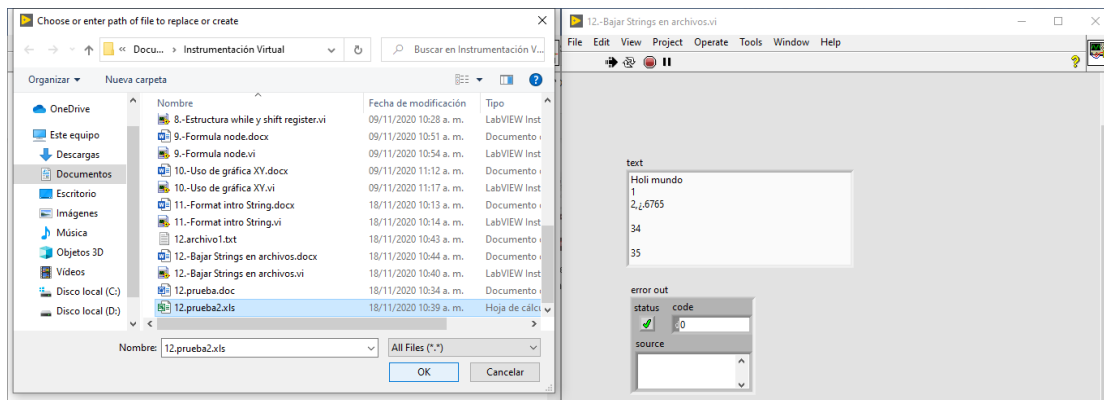 Choose or enter path of file to replace or create
« Docu... › Instrumentación Virtual
Buscar en Instrumentación V...
Organizar
Nueva carpeta
OneDrive
Este equipo
Descargas
Documentos
Escritorio
Imágenes
Música
Objetos 3D
Vídeos
Disco local (C:)
Disco local (D:)
Nombre Fecha de modificación Tipo
8.-Estructura while y shift register.vi 09/11/2020 10:28 a. m. LabVIEW Inst
9.-Formula node.docx 09/11/2020 10:51 a. m. Documento
9.-Formula node.vi 09/11/2020 10:54 a. m. LabVIEW Inst
10.-Uso de gráfica XY.docx 09/11/2020 11:12 a. m. Documento
10.-Uso de gráfica XY.vi 09/11/2020 11:17 a. m. LabVIEW Inst
11.-Format intro String.docx 18/11/2020 10:13 a. m. Documento
11.-Format intro String.vi 18/11/2020 10:14 a. m. LabVIEW Inst
12.archivo1.txt 18/11/2020 10:43 a. m. Documento
12.-Bajar Strings en archivos.docx 18/11/2020 10:44 a. m. Documento
12.-Bajar Strings en archivos.vi 18/11/2020 10:40 a. m. LabVIEW Inst
12.prueba.doc 18/11/2020 10:34 a. m. Documento
12.prueba2.xls 18/11/2020 10:39 a. m. Hoja de cálcu
Nombre: 12.prueba2.xls
All Files (*.*)
OK
Cancelar
12.-Bajar Strings en archivos.vi
File Edit View Project Operate Tools Window Help
text
Holi mundo
1
2,¿.6765
34
35
error out
status code
0
source